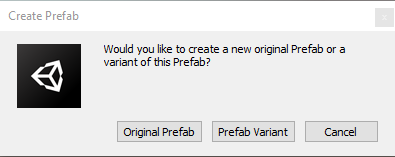 Create Prefab
Would you like to create a new original Prefab or a
variant of this Prefab?
Original Prefab
Prefab Variant
Cancel